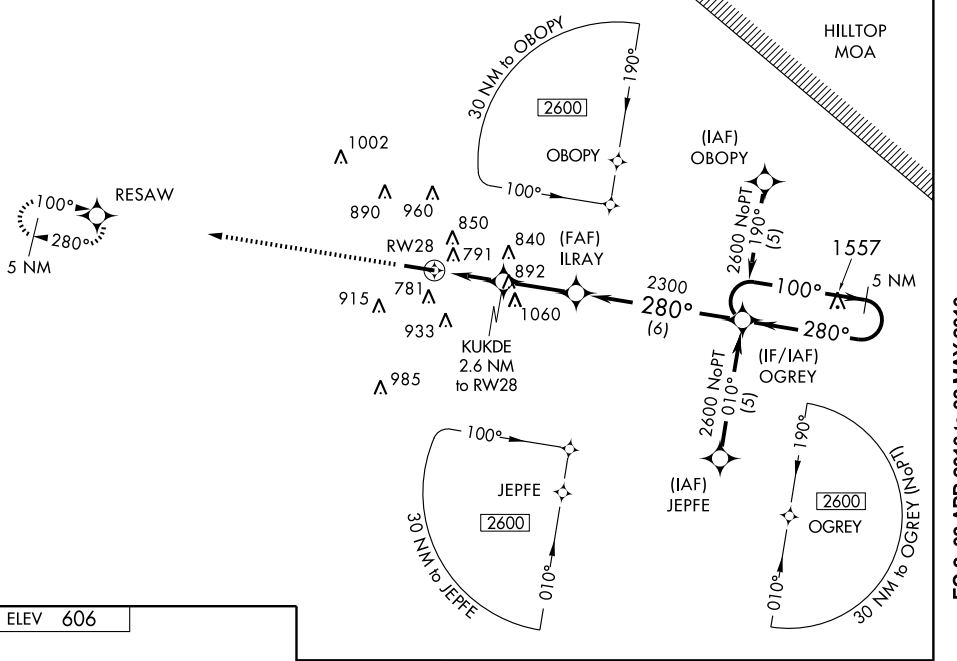 HILLTOP
MOA
30 NM to OBOPY
190°
2600
OBOPY
100°
(IAF)
OBOPY
2600 NoPT
190°
(5)
1002
890
960
850
791
840
892
RW28
781
915
933
985
1060
100°
RESAW
280°
5 NM
(FAF)
ILRAY
2300
280°
(6)
1557
100°
5 NM
280°
(IF/IAF)
OGREY
KUKDE
2.6 NM
to RW28
2600 NoPT
010°
(5)
(IAF)
JEPFE
100°
JEPFE
2600
010°
30 NM to JEPFE
190°
2600
OGREY
010°
30 NM to OGREY (NoPT)
ELEV 606